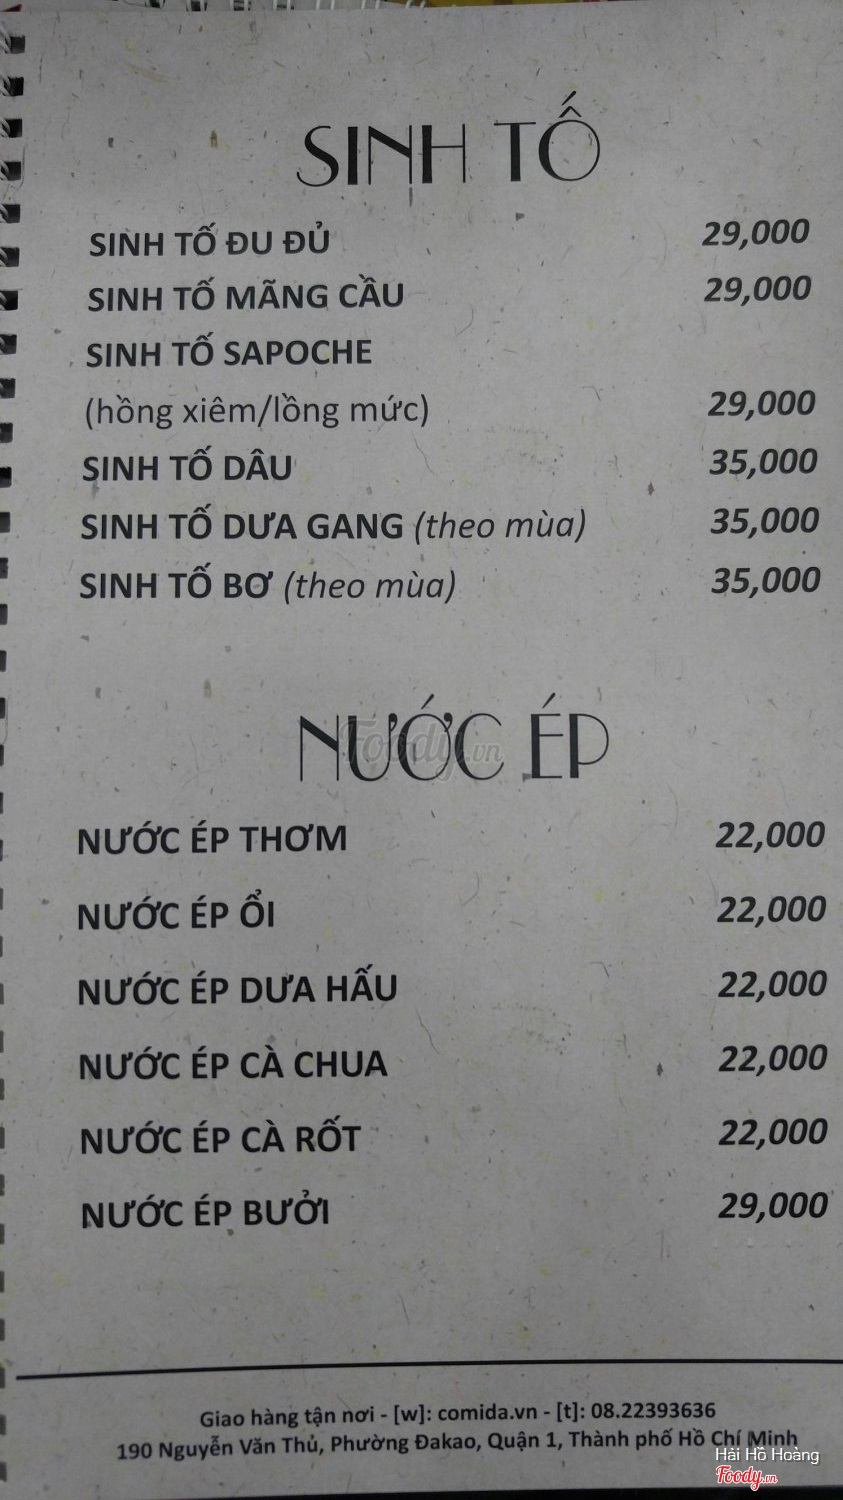 SINH TỐ
SINH TỐ ĐU ĐỦ 29,000
SINH TỐ MÃNG CẦU 29,000
SINH TỐ SAPOCHE
(hồng xiêm/lồng mức) 29,000
SINH TỐ DÂU 35,000
SINH TỐ DƯA GANG (theo mùa) 35,000
SINH TỐ BƠ (theo mùa) 35,000
NƯỚC ÉP
Foody.vn
NƯỚC ÉP THƠM 22,000
NƯỚC ÉP ỔI 22,000
NƯỚC ÉP DƯA HẤU 22,000
NƯỚC ÉP CÀ CHUA 22,000
NƯỚC ÉP CÀ RỐT 22,000
NƯỚC ÉP BƯỞI 29,000
Giao hàng tận nơi - [w]: comida.vn - [t]: 08.22393636
190 Nguyễn Văn Thủ, Phường Đakao, Quận 1, Thành phố Hồ Chí Minh
Hải Hồ Hoàng
Foody.vn